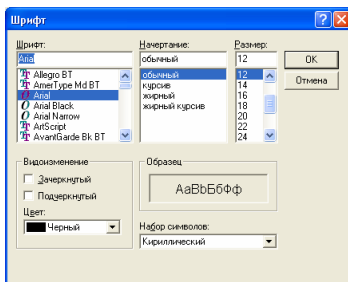 Шрифт
Шрифт:
Начертание:
Размер:
Arial
обычный
12
OK
Отмена
Allegro BT
AmerType Md BT
Arial
Arial Black
Arial Narrow
ArtScript
AvantGarde Bk BT
обычный
курсив
жирный
жирный курсив
12
14
16
18
20
22
24
Видоизменение
Зачеркнутый
Подчеркнутый
Цвет:
Черный
Образец
АаBbБбФф
Набор символов:
Кириллический